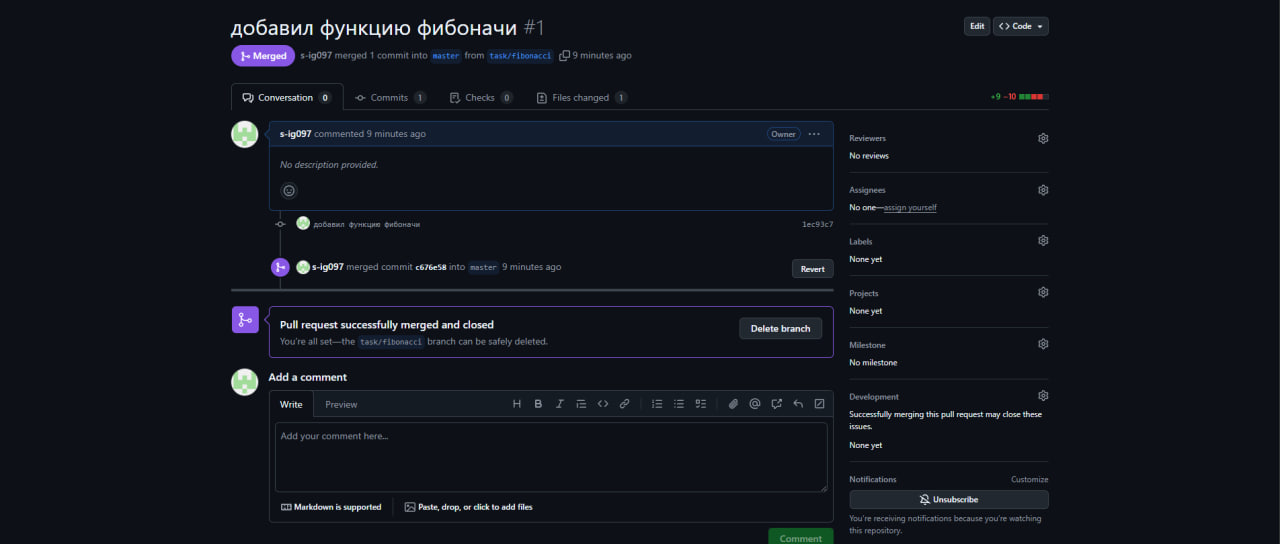 добавил функцию фибоначи #1
Edit
Code
Merged
s-ig097 merged 1 commit into master from task/fibonacci 9 minutes ago
Conversation 0
Commits 1
Checks 0
Files changed 1
+9 −10
s-ig097 commented 9 minutes ago
Owner
No description provided.
добавил функцию фибоначи
1ec93c7
s-ig097 merged commit c676e58 into master 9 minutes ago
Revert
Pull request successfully merged and closed
You're all set—the task/fibonacci branch can be safely deleted.
Delete branch
Add a comment
Write
Preview
Add your comment here...
Markdown is supported
Paste, drop, or click to add files
Comment
Reviewers
No reviews
Assignees
No one—assign yourself
Labels
None yet
Projects
None yet
Milestone
No milestone
Development
Successfully merging this pull request may close these
issues.
None yet
Notifications
Customize
Unsubscribe
You're receiving notifications because you're watching
this repository.